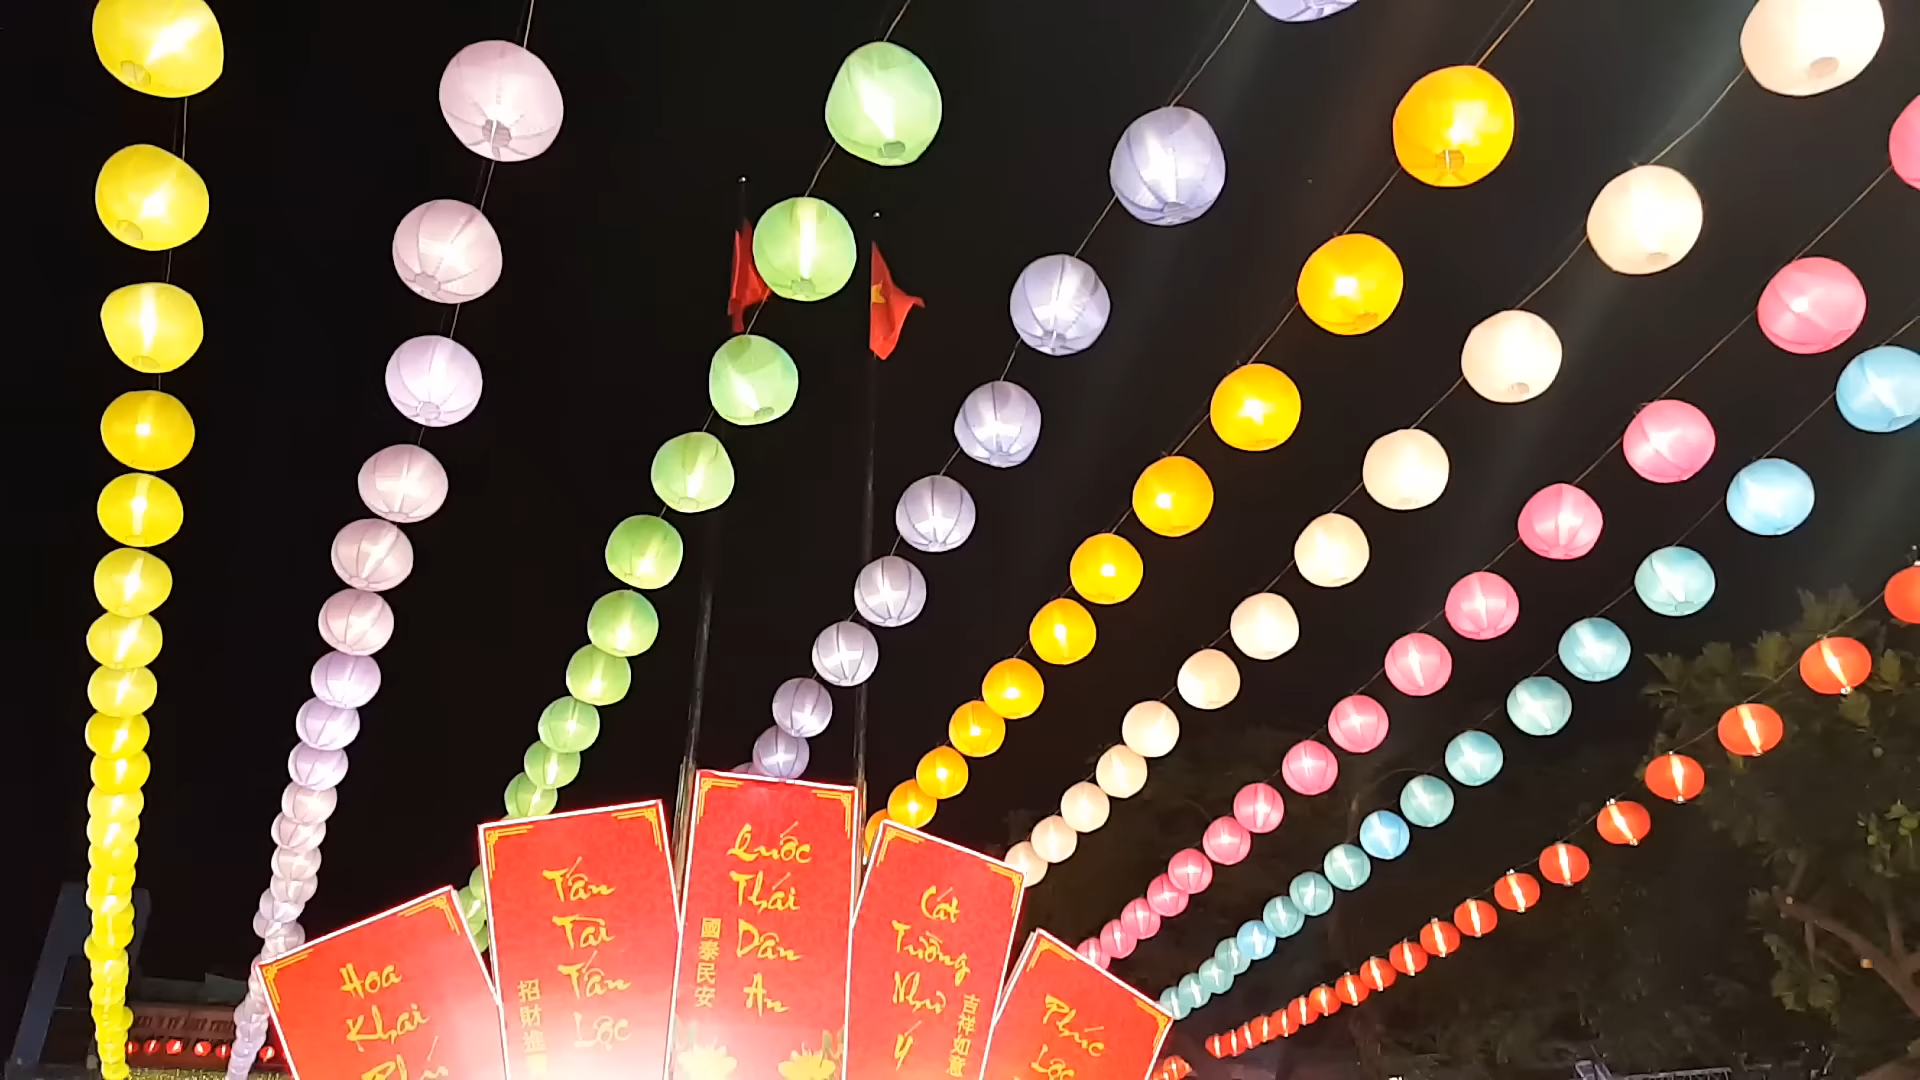 Hoa
Khai
Phú
Tấn
Tài
Tấn
Lộc
招財進
Quốc
Thái
Dân
An
國泰民安
Cát
Tường
Như
Ý
吉祥如意
Phúc
Lộc